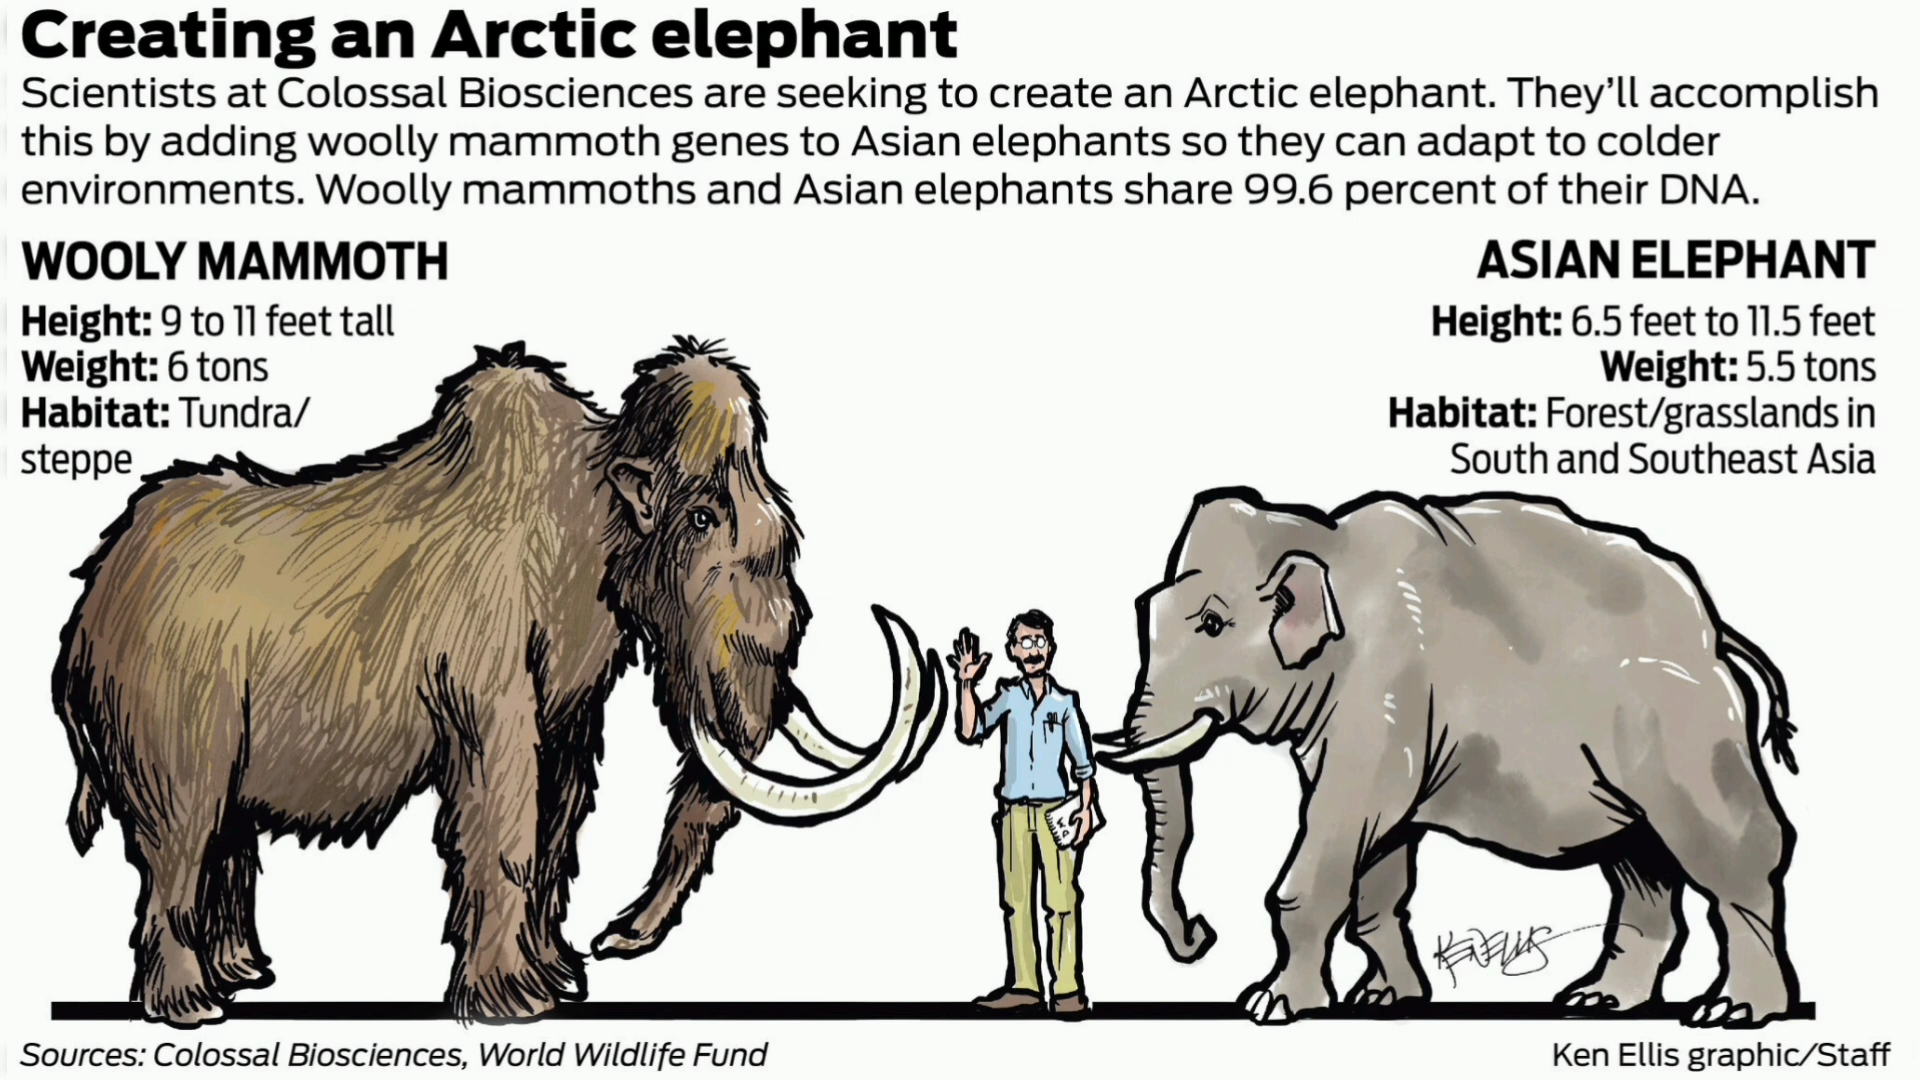 Creating an Arctic elephant
Scientists at Colossal Biosciences are seeking to create an Arctic elephant. They'll accomplish
this by adding woolly mammoth genes to Asian elephants so they can adapt to colder
environments. Woolly mammoths and Asian elephants share 99.6 percent of their DNA.
WOOLY MAMMOTH
Height: 9 to 11 feet tall
Weight: 6 tons
Habitat: Tundra/
steppe
ASIAN ELEPHANT
Height: 6.5 feet to 11.5 feet
Weight: 5.5 tons
Habitat: Forest/grasslands in
South and Southeast Asia
KEN ELLIS
Sources: Colossal Biosciences, World Wildlife Fund
Ken Ellis graphic/Staff